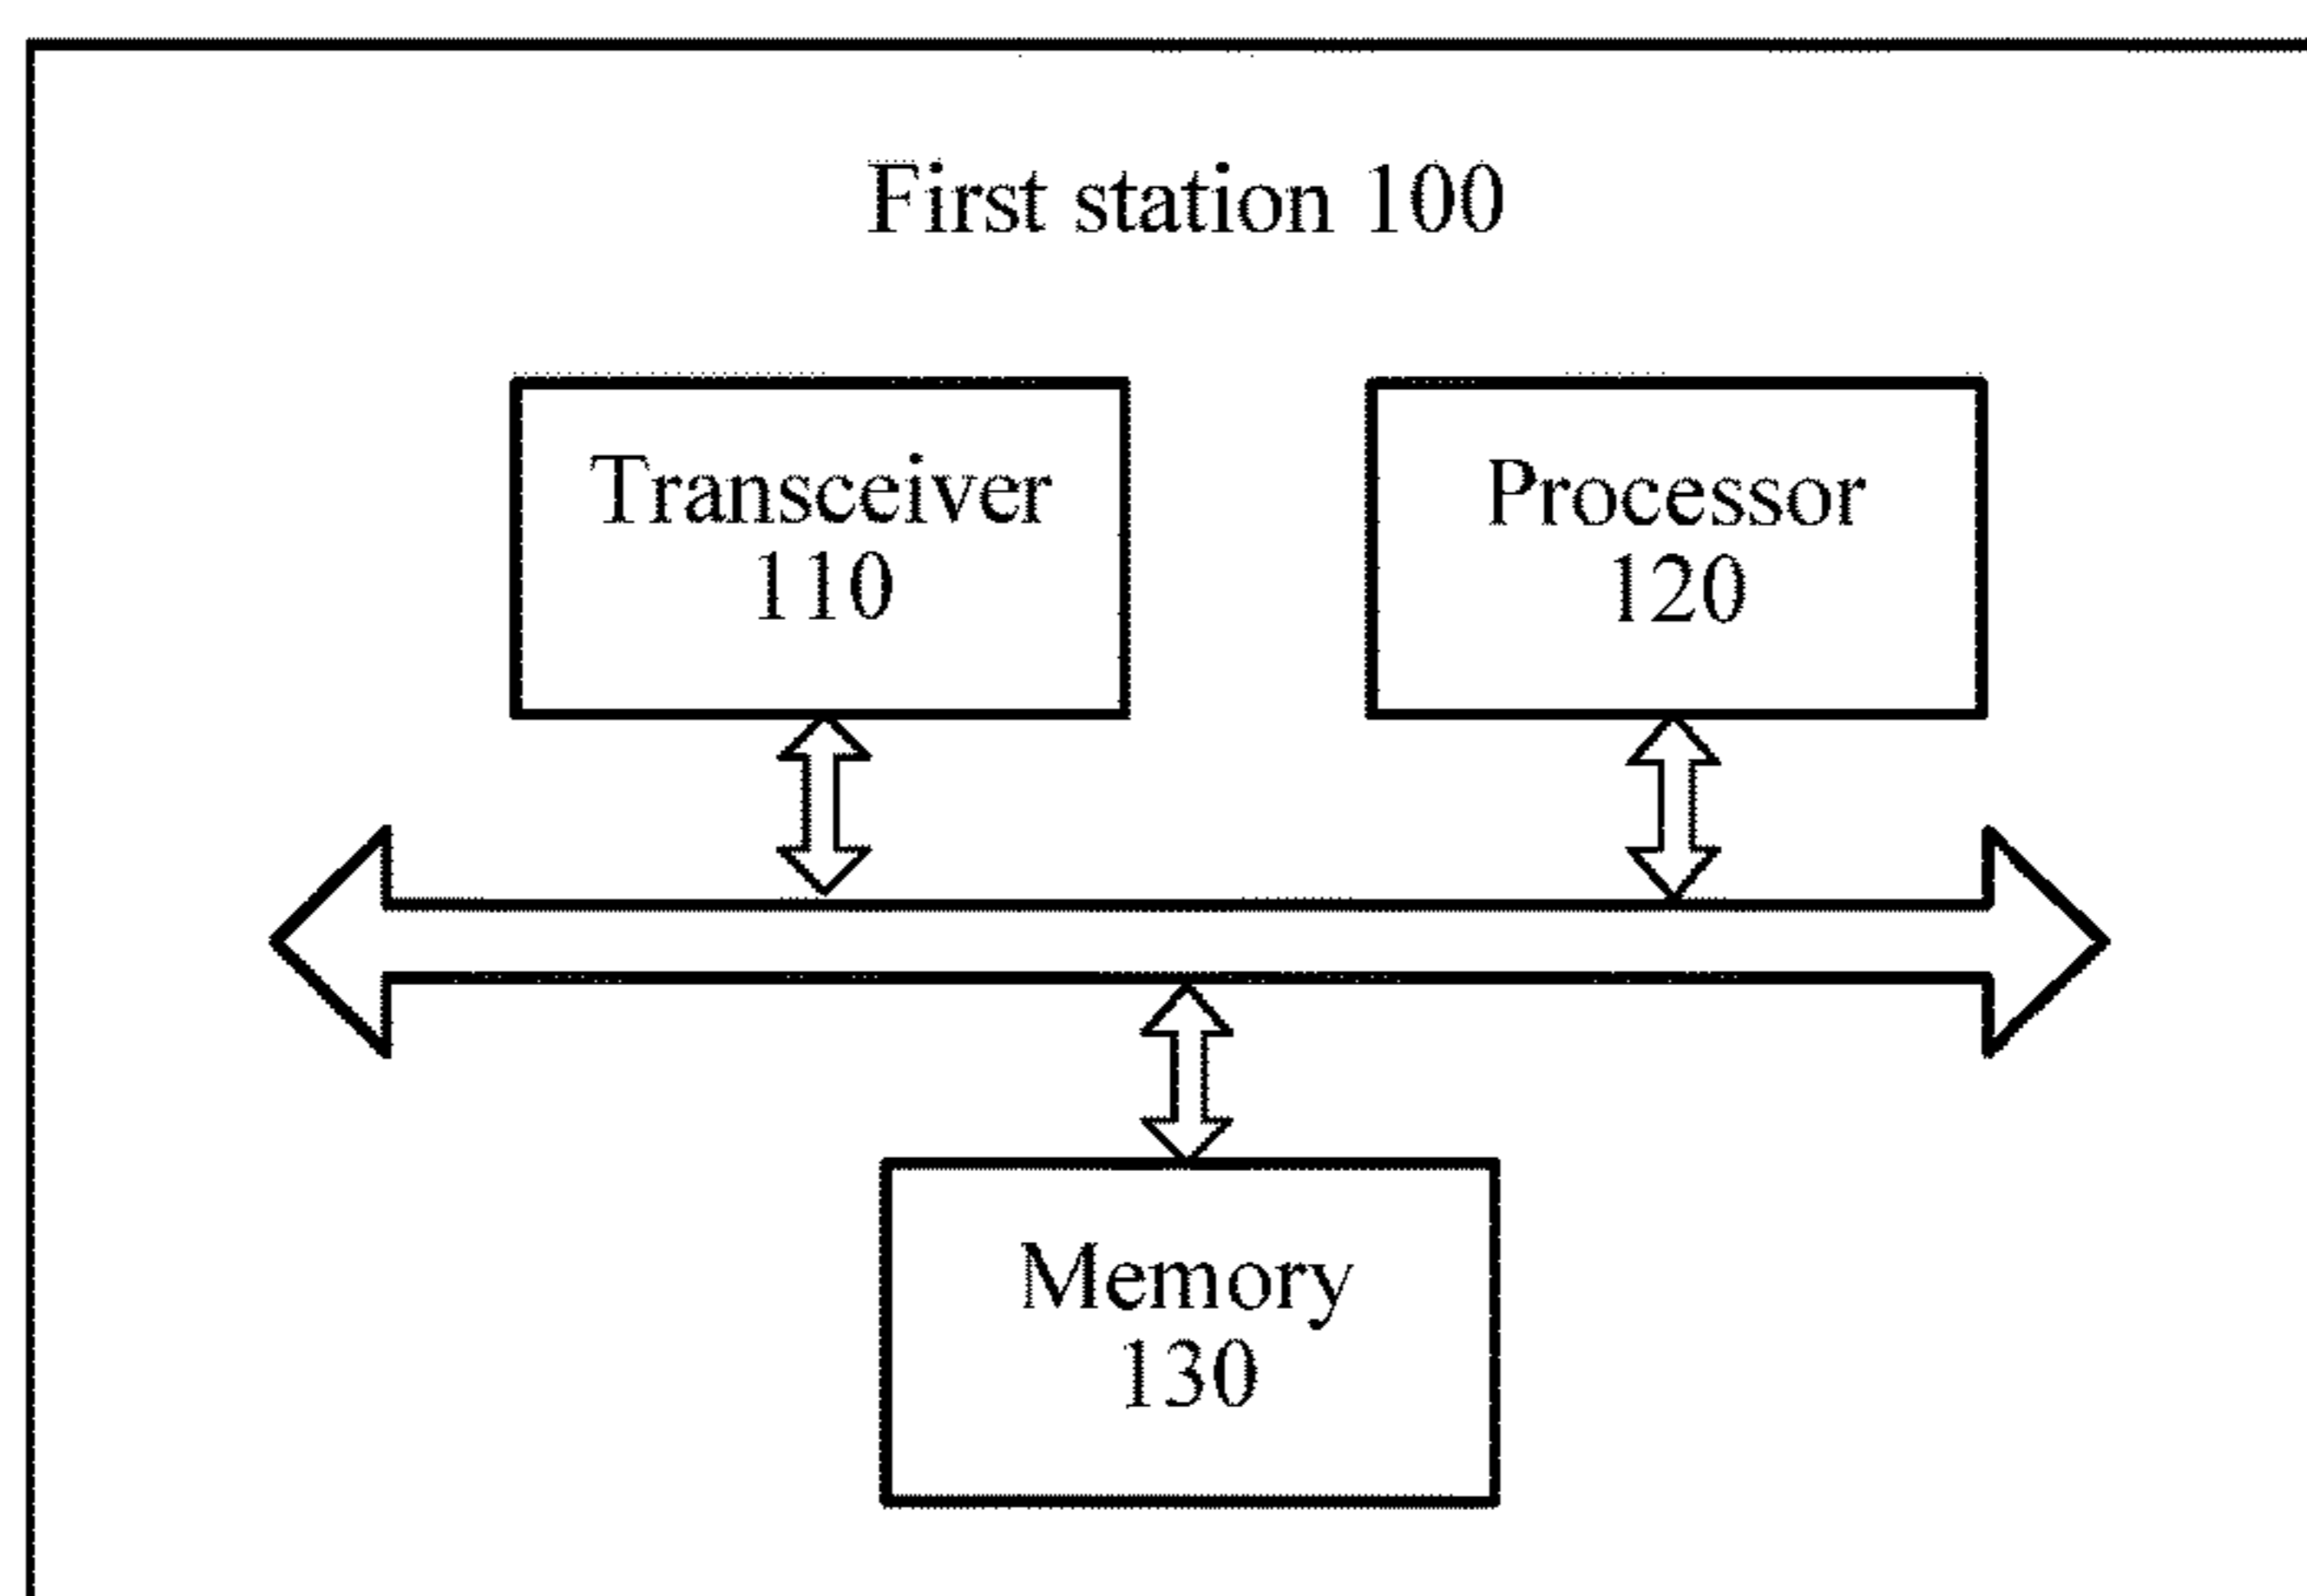 First station 100
Transceiver
110
Processor
120
Memory
130